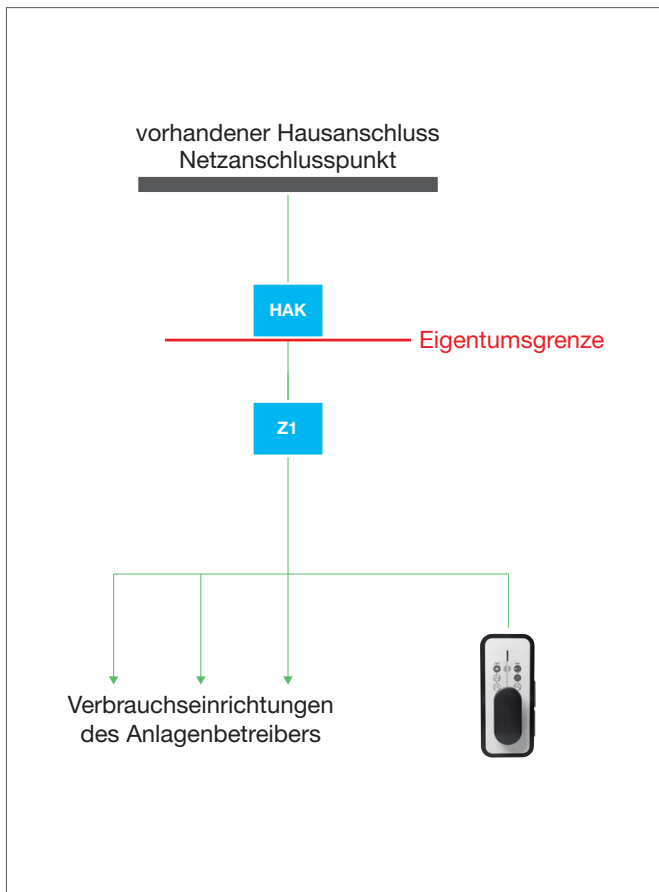 vorhandener Hausanschluss
Netzanschlusspunkt
HAK
Eigentumsgrenze
Z1
Verbrauchseinrichtungen
des Anlagenbetreibers